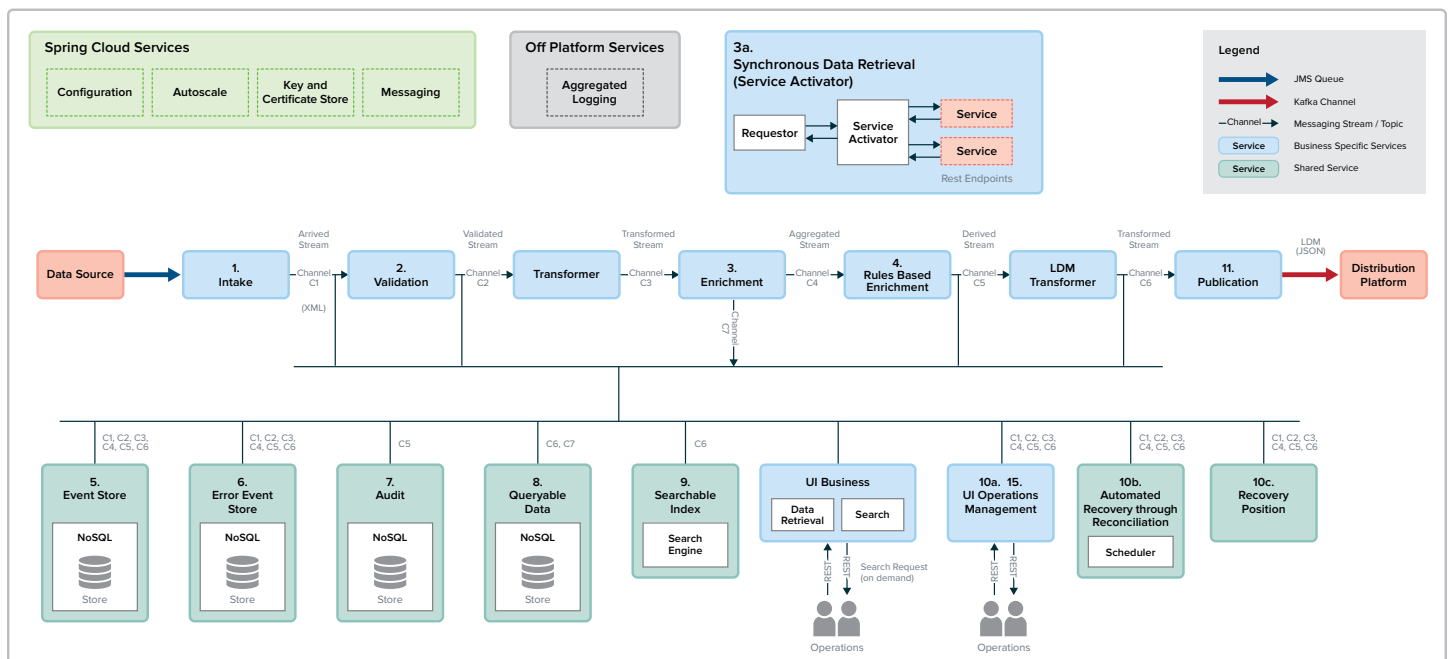 Spring Cloud Services
Configuration
Autoscale
Key and
Certificate Store
Messaging
Off Platform Services
Aggregated
Logging
3a.
Synchronous Data Retrieval
(Service Activator)
Requestor
Service
Activator
Service
Service
Rest Endpoints
Legend
JMS Queue
Kafka Channel
Channel
Messaging Stream / Topic
Service
Business Specific Services
Service
Shared Service
Data Source
1.
Intake
Arrived
Stream
Channel
C1
(XML)
2.
Validation
Validated
Stream
Channel
C2
Transformer
Transformed
Stream
Channel
C3
3.
Enrichment
Aggregated
Stream
Channel
C4
4.
Rules Based
Enrichment
Derived
Stream
Channel
C5
LDM
Transformer
Transformed
Stream
Channel
C6
11.
Publication
LDM
(JSON)
Distribution
Platform
Channel
C7
C1, C2, C3,
C4, C5, C6
C1, C2, C3,
C4, C5, C6
C5
C6, C7
C6
C1, C2, C3,
C4, C5, C6
C1, C2, C3,
C4, C5, C6
C1, C2, C3,
C4, C5, C6
5.
Event Store
NoSQL
Store
6.
Error Event
Store
NoSQL
Store
7.
Audit
NoSQL
Store
8.
Queryable
Data
NoSQL
Store
9.
Searchable
Index
Search
Engine
UI Business
Data
Retrieval
Search
REST
REST
Search Request
(on demand)
Operations
10a. 15.
UI Operations
Management
REST
REST
Operations
10b.
Automated
Recovery through
Reconciliation
Scheduler
10c.
Recovery
Position